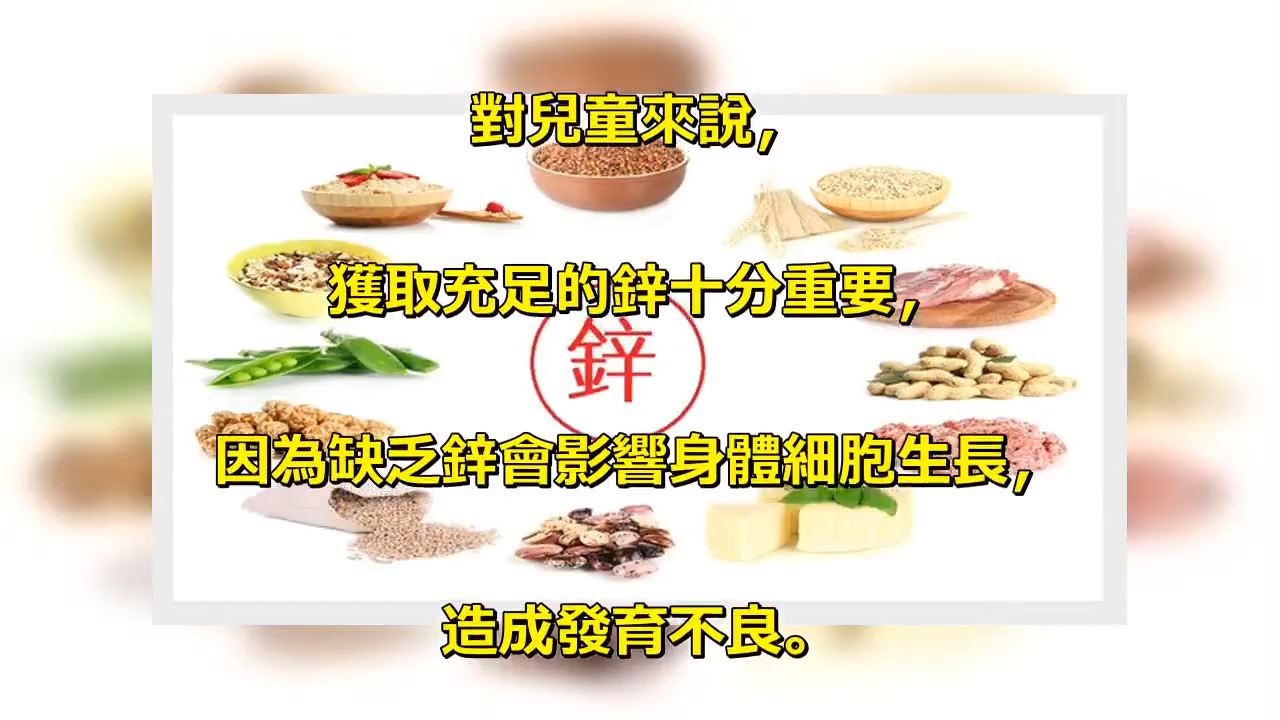 對兒童來說，
獲取充足的鋅十分重要，
鋅
因為缺乏鋅會影響身體細胞生長，
造成發育不良。